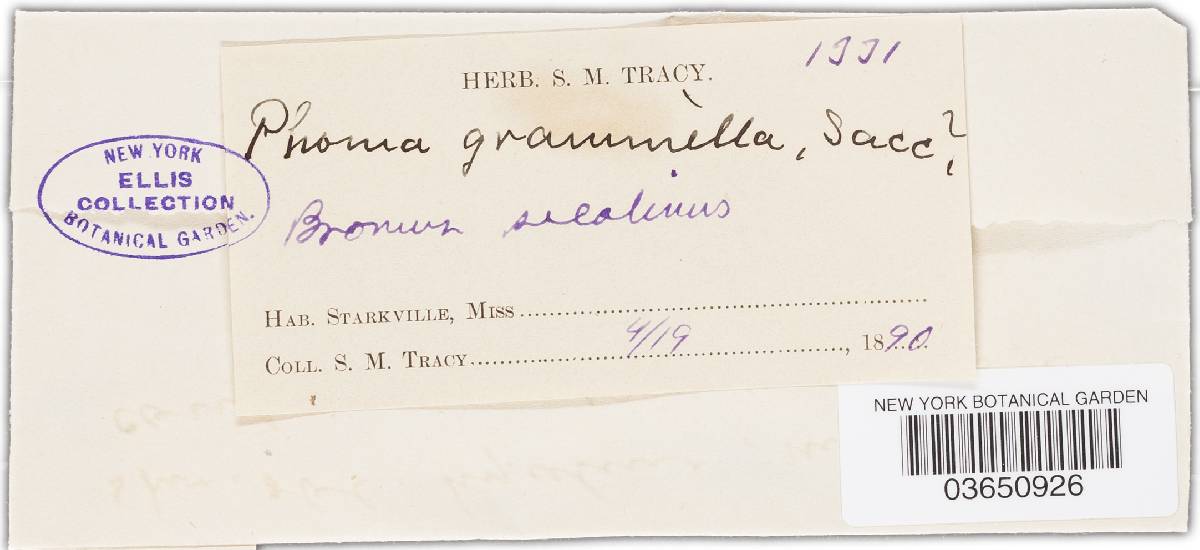 HERB. S. M. TRACY.
1331
Phoma graminella, Sacc?
Bromus secalinus
HAB. STARKVILLE, MISS
COLL. S. M. TRACY 4/19, 1890
NEW YORK
ELLIS
COLLECTION
BOTANICAL GARDEN.
NEW YORK BOTANICAL GARDEN
03650926